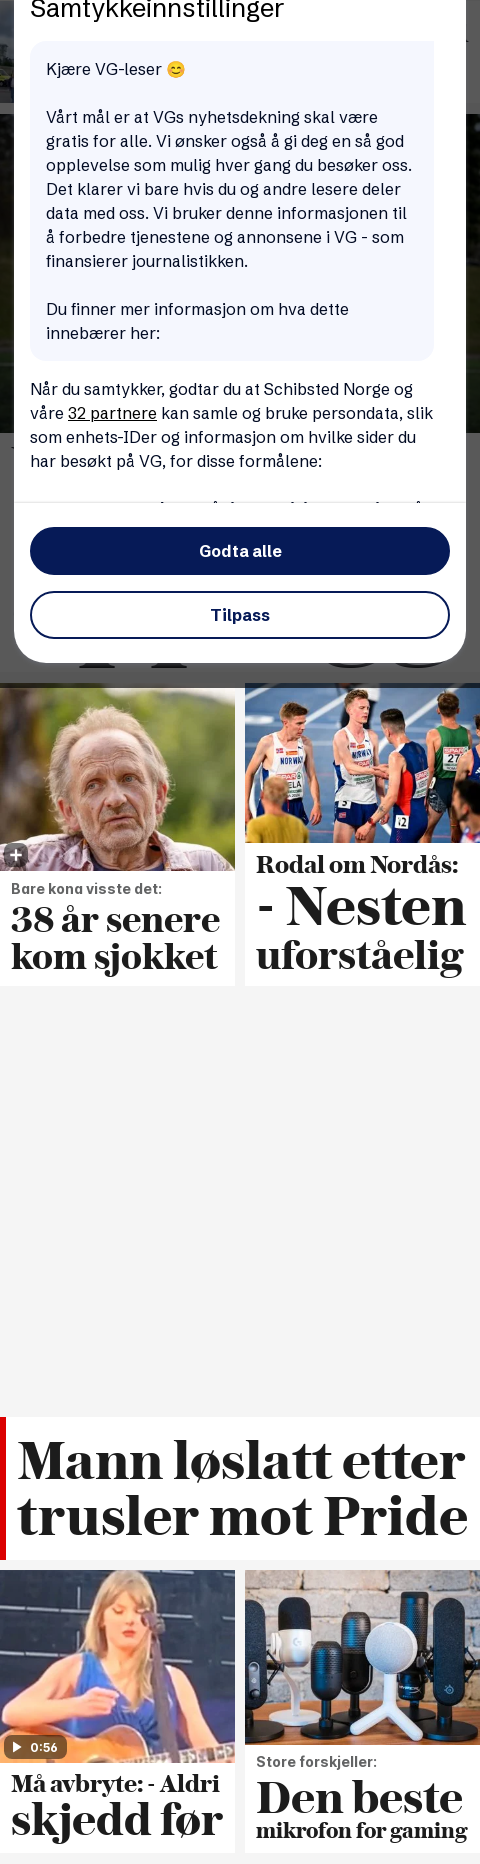 Samtykkeinnstillinger
Kjære VG-leser 😊
Vårt mål er at VGs nyhetsdekning skal være
gratis for alle. Vi ønsker også å gi deg en så god
opplevelse som mulig hver gang du besøker oss.
Det klarer vi bare hvis du og andre lesere deler
data med oss. Vi bruker denne informasjonen til
å forbedre tjenestene og annonsene i VG - som
finansierer journalistikken.
Du finner mer informasjon om hva dette
innebærer her:
Når du samtykker, godtar du at Schibsted Norge og
våre 32 partnere kan samle og bruke persondata, slik
som enhets-IDer og informasjon om hvilke sider du
har besøkt på VG, for disse formålene:
Godta alle
Tilpass
NORWAY
NORWAY
27
Bare kona visste det:
38 år senere
kom sjokket
Rodal om Nordås:
- Nesten
uforståelig
Mann løslatt etter
trusler mot Pride
0:56
Må avbryte: - Aldri
skjedd før
Store forskjeller:
Den beste
mikrofon for gaming